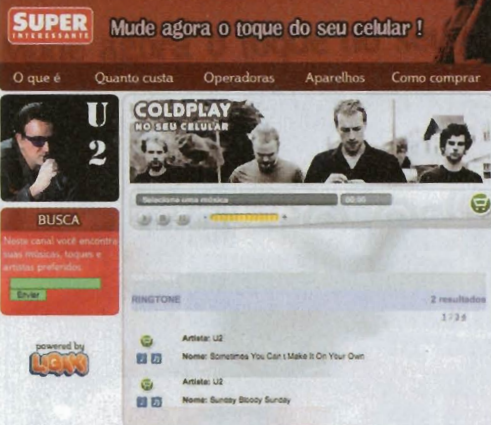 SUPER
INTERESSANTE
Mude agora o toque do seu celular !
O que é Quanto custa Operadoras Aparelhos Como comprar
U
2
COLDPLAY
NO SEU CELULAR
Selecione uma música 00:00
BUSCA
Neste canal você encontra
suas músicas, toques e
artistas preferidos.
Enviar
RINGTONE 2 resultados
powered by
Artista: U2
Nome: Sometimes You Can t Make It On Your Own
Artista: U2
Nome: Sunday Bloody Sunday